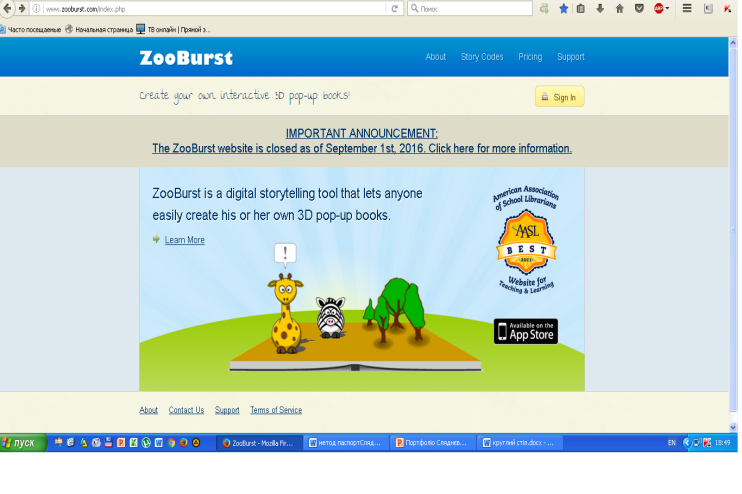 www.zooburst.com/index.php
Поиск
Часто посещаемые Начальная страница ТВ онлайн | Прямой э...
ZooBurst
About Story Codes Pricing Support
Create your own interactive 3D pop-up books!
Sign In
IMPORTANT ANNOUNCEMENT:
The ZooBurst website is closed as of September 1st, 2016. Click here for more information.
ZooBurst is a digital storytelling tool that lets anyone
easily create his or her own 3D pop-up books.
Learn More
!
American Association
of School Librarians
AASL
BEST
2011
Website for
Teaching & Learning
Available on the
App Store
About Contact Us Support Terms of Service
пуск
ZooBurst - Mozilla Fir...
метод паспортСляд...
Портфоліо Сляднєв...
круглий стіл.docx - ...
EN
18:49